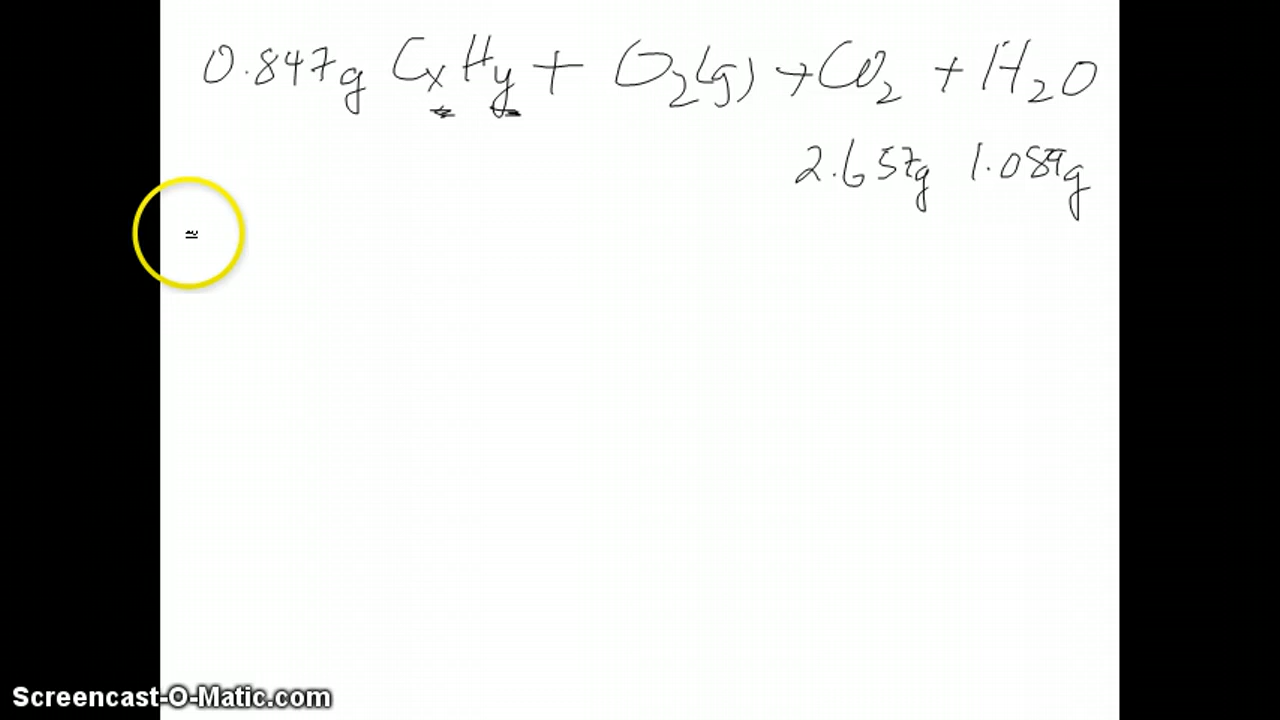 0.847g CxHy + O2(g) → CO2 + H2O
2.657g 1.089g
Screencast-O-Matic.com